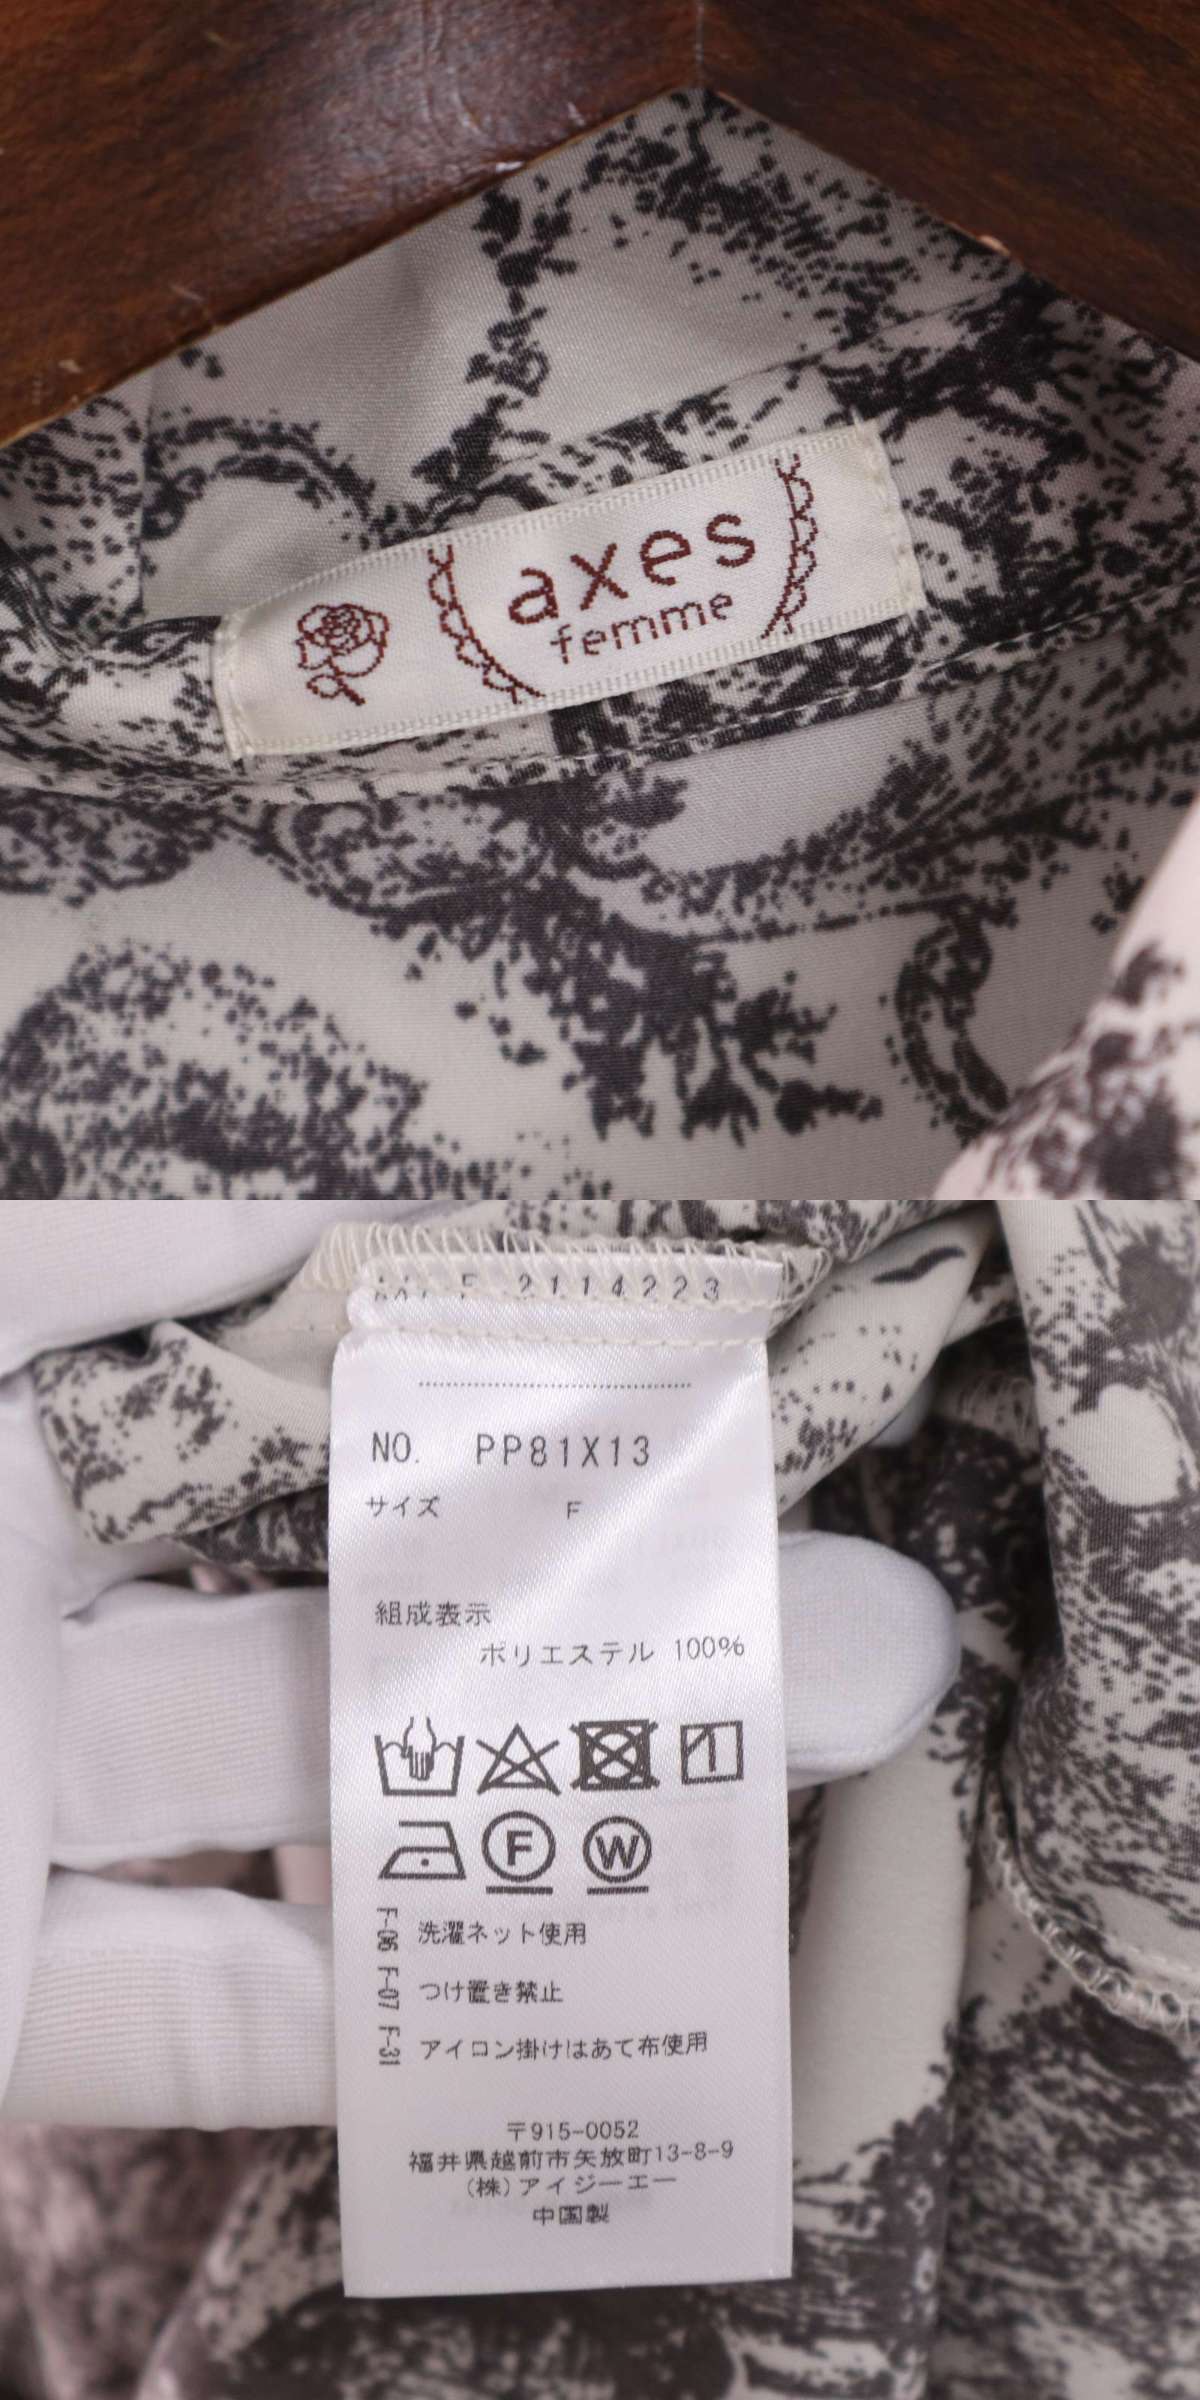 axes
femme
F 2114223
NO. PP81X13
サイズ F
組成表示
ポリエステル 100%
F
W
F-06 洗濯ネット使用
F-07 つけ置き禁止
F-31 アイロン掛けはあて布使用
〒915-0052
福井県越前市矢放町13-8-9
(株)アイジーエー
中国製